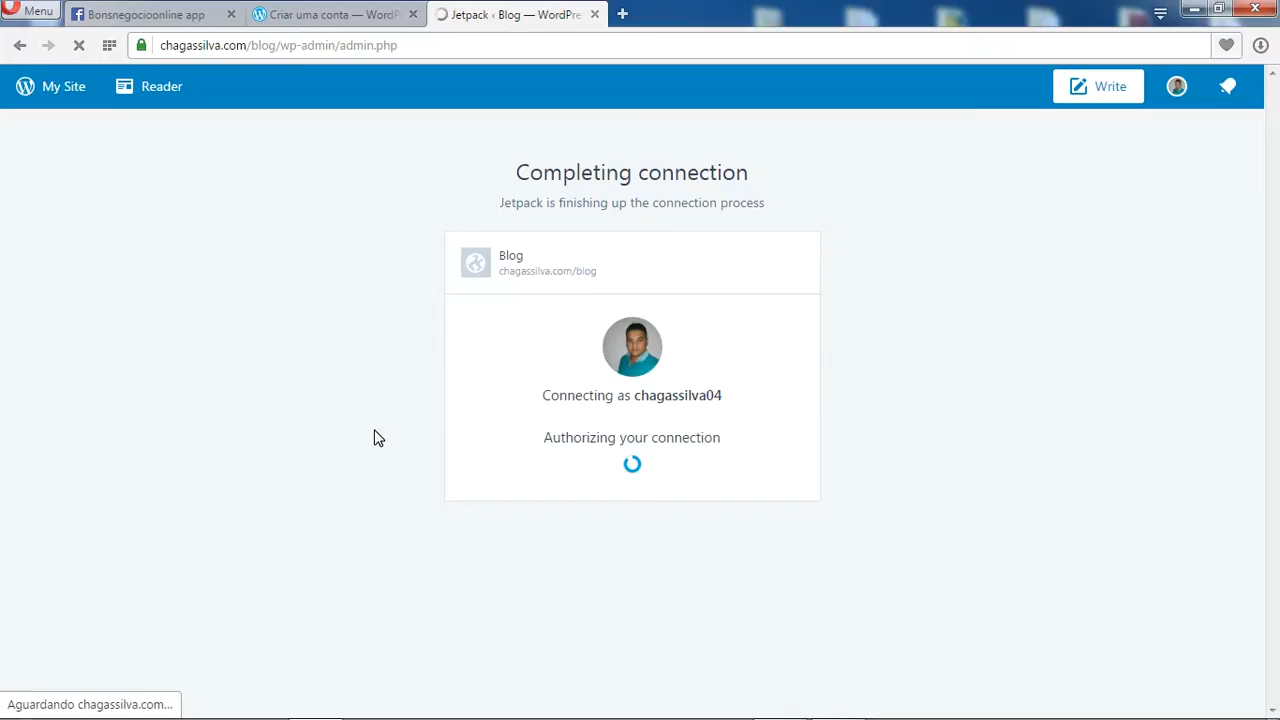 Menu
Bonsnegocioonline app
Criar uma conta — WordP
Jetpack ‹ Blog — WordPre
chagassilva.com/blog/wp-admin/admin.php
My Site
Reader
Write
Completing connection
Jetpack is finishing up the connection process
Blog
chagassilva.com/blog
Connecting as chagassilva04
Authorizing your connection
Aguardando chagassilva.com...